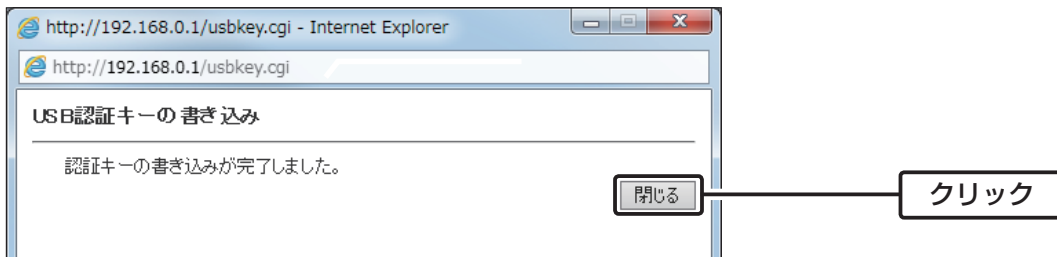 http://192.168.0.1/usbkey.cgi - Internet Explorer
http://192.168.0.1/usbkey.cgi
USB認証キーの書き込み
認証キーの書き込みが完了しました。
閉じる
クリック